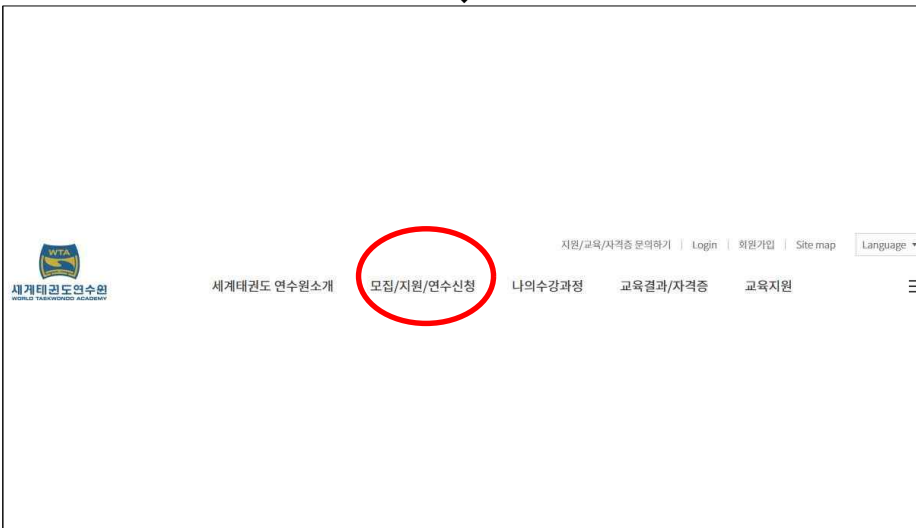 지원/교육/자격증 문의하기 | Login | 회원가입 | Site map Language
WTA
세계태권도연수원
WORLD TAEKWONDO ACADEMY
세계태권도 연수원소개 모집/지원/연수신청 나의수강과정 교육결과/자격증 교육지원